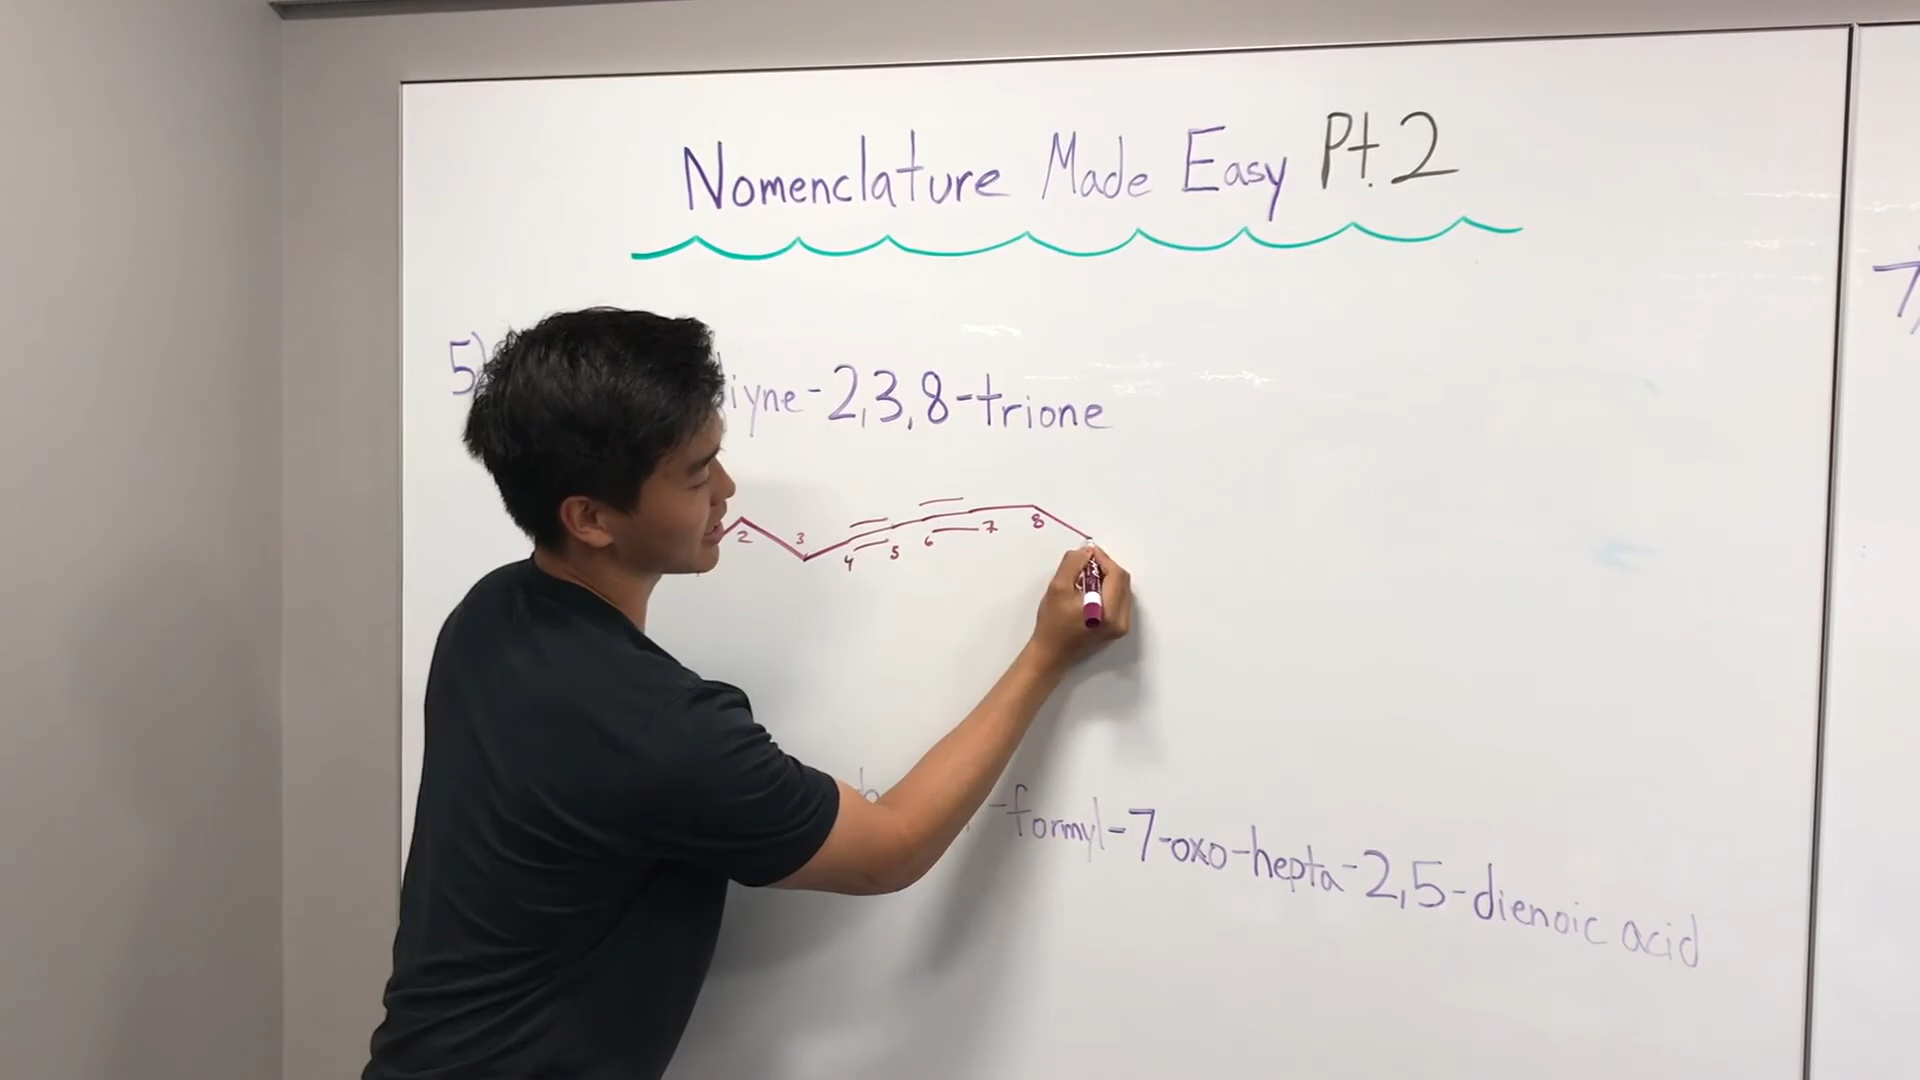 Nomenclature Made Easy Pt. 2
5) iyne-2,3,8-trione
2 3 4 5 6 7 8
-formyl-7-oxo-hepta-2,5-dienoic acid
7